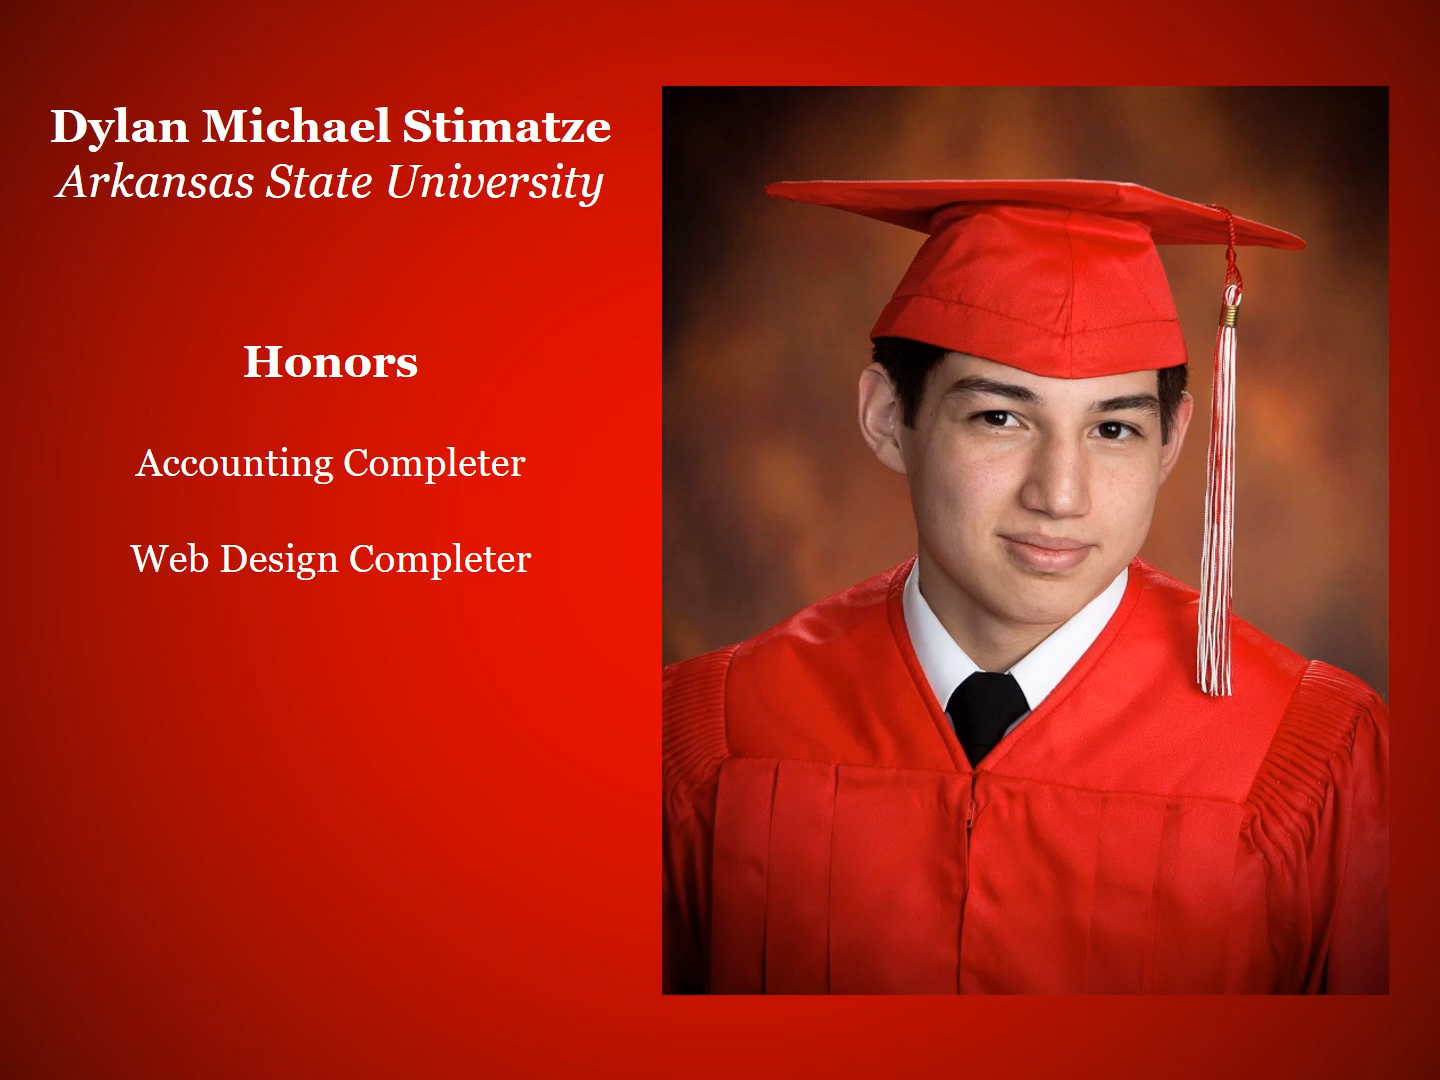 Dylan Michael Stimatze
Arkansas State University
Honors
Accounting Completer
Web Design Completer